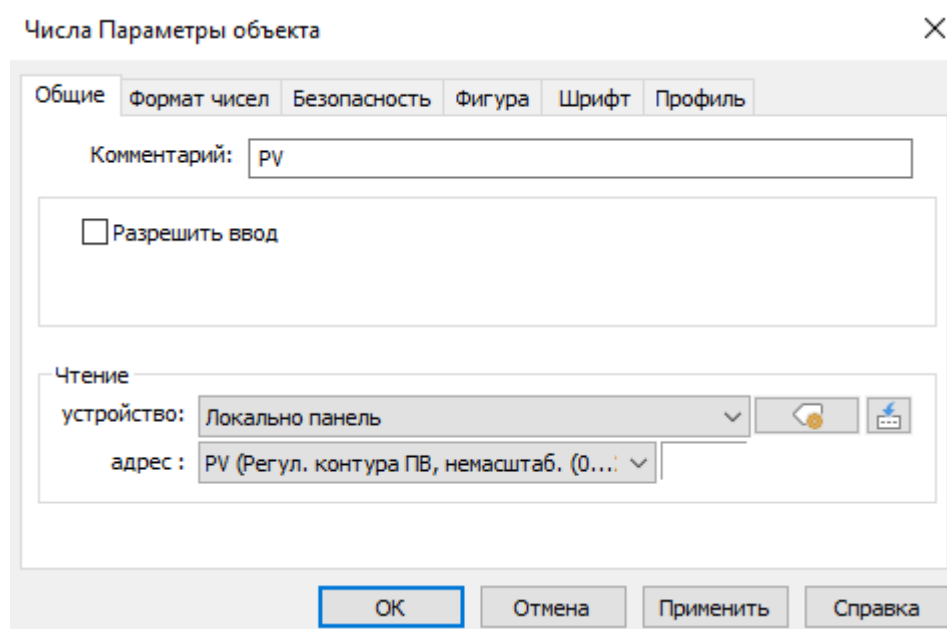 Числа Параметры объекта
Общие Формат чисел Безопасность Фигура Шрифт Профиль
Комментарий: PV
Разрешить ввод
Чтение
устройство: Локально панель
адрес : PV (Регул. контура ПВ, немасштаб. (0...
ОК Отмена Применить Справка